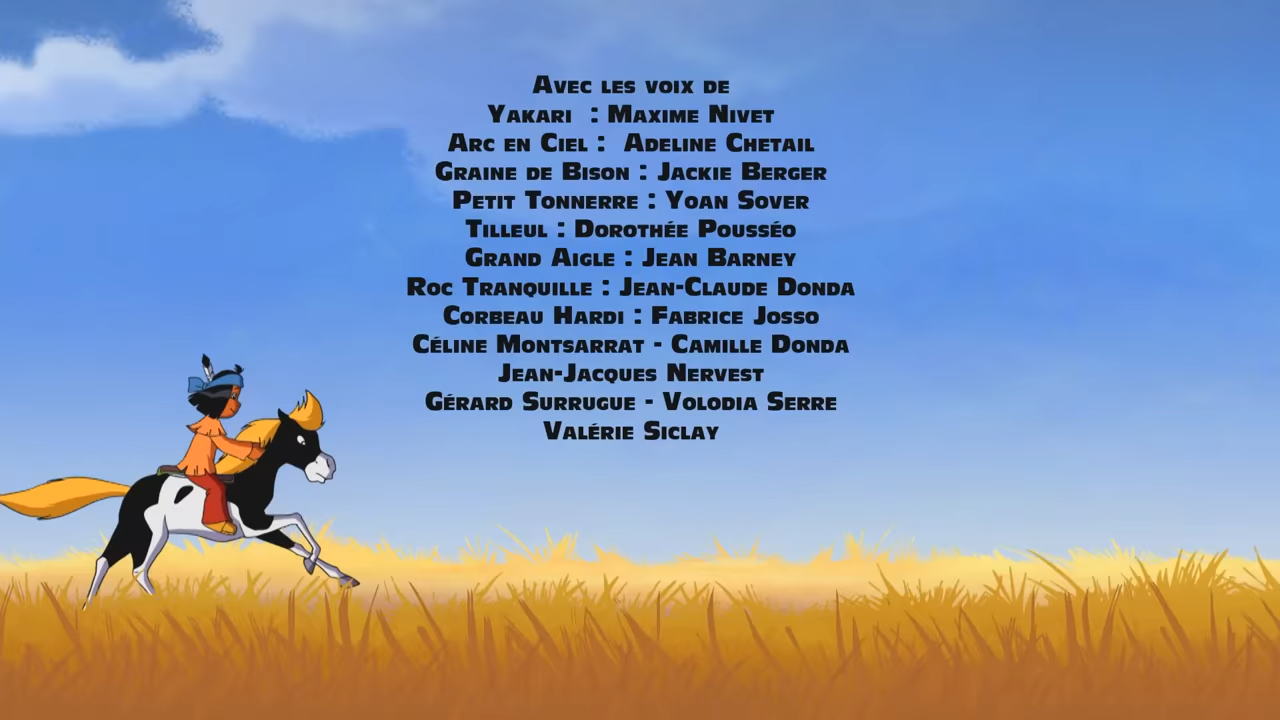 Avec les voix de
Yakari : Maxime Nivet
Arc en Ciel : Adeline Chetail
Graine de Bison : Jackie Berger
Petit Tonnerre : Yoan Sover
Tilleul : Dorothée Pousséo
Grand Aigle : Jean Barney
Roc Tranquille : Jean-Claude Donda
Corbeau Hardi : Fabrice Josso
Céline Montsarrat - Camille Donda
Jean-Jacques Nervest
Gérard Surrugue - Volodia Serre
Valérie Siclay